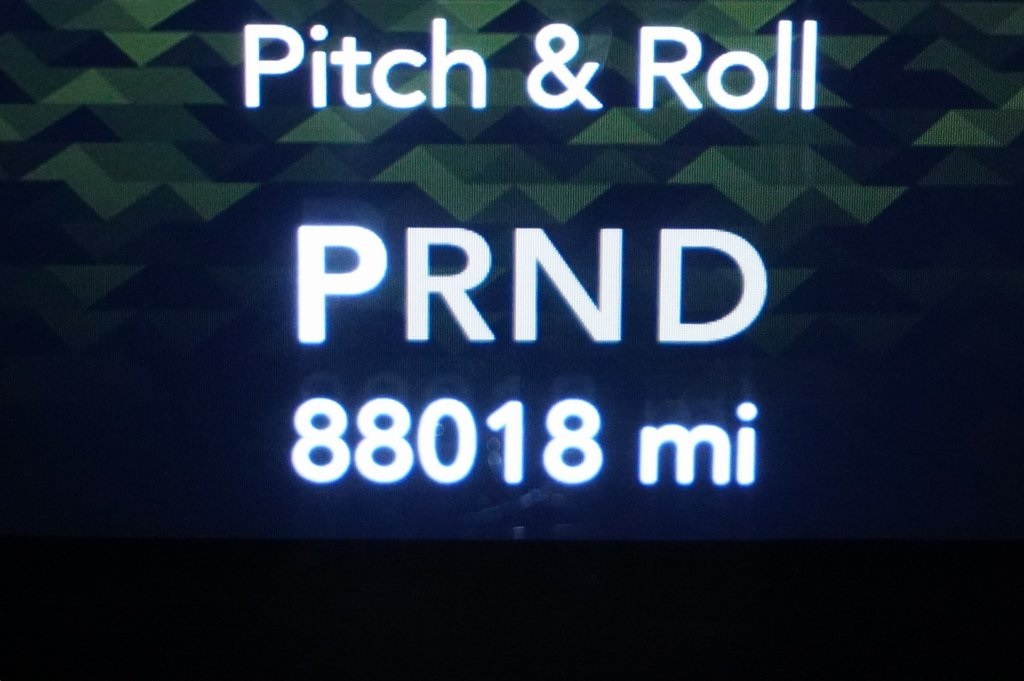 Pitch & Roll
PRND
88018 mi